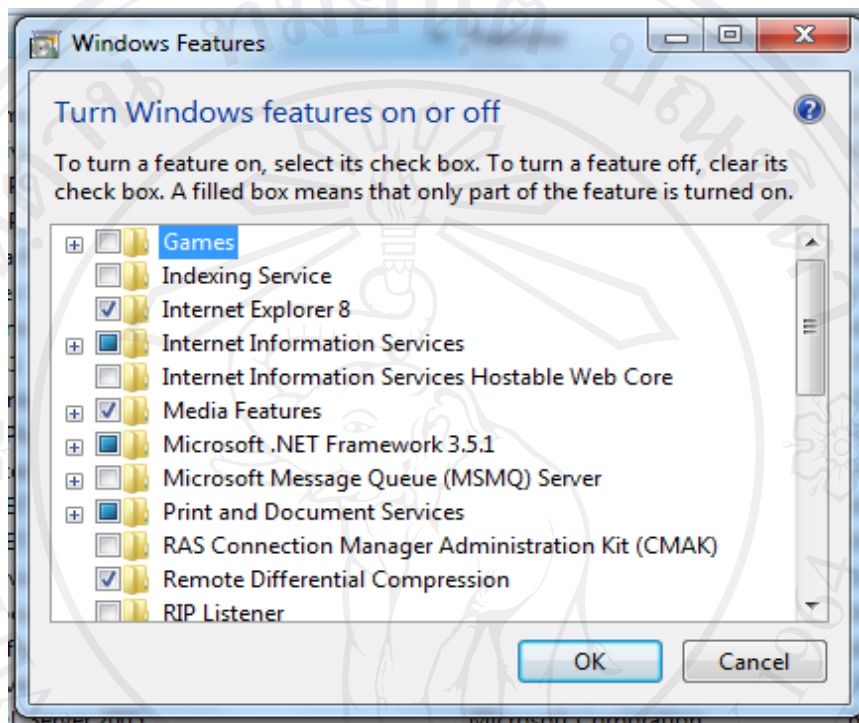 Windows Features
Turn Windows features on or off
To turn a feature on, select its check box. To turn a feature off, clear its
check box. A filled box means that only part of the feature is turned on.
Games
Indexing Service
Internet Explorer 8
Internet Information Services
Internet Information Services Hostable Web Core
Media Features
Microsoft .NET Framework 3.5.1
Microsoft Message Queue (MSMQ) Server
Print and Document Services
RAS Connection Manager Administration Kit (CMAK)
Remote Differential Compression
RIP Listener
OK Cancel
Server 2005 Microsoft Corporation